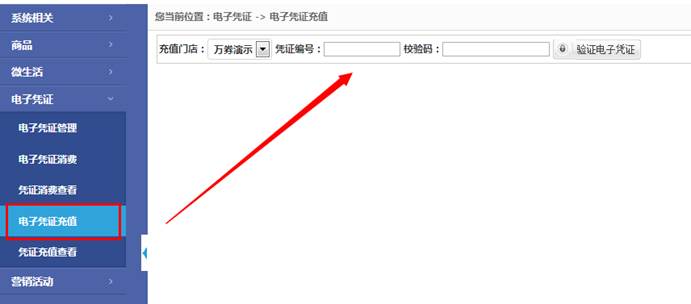 系统相关
商品
微生活
电子凭证
电子凭证管理
电子凭证消费
凭证消费查看
电子凭证充值
凭证充值查看
营销活动
您当前位置：电子凭证 -> 电子凭证充值
充值门店： 万券演示 凭证编号： 校验码： 验证电子凭证